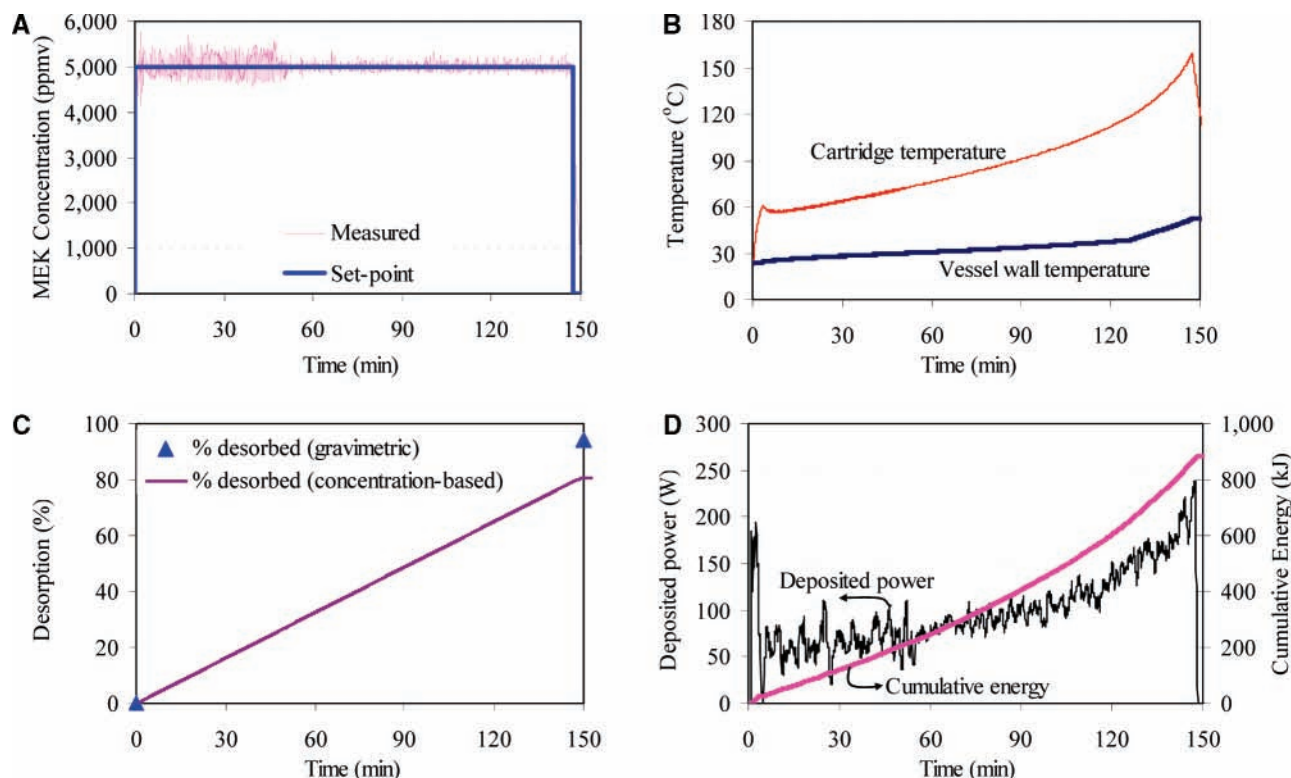 A
6,000
5,000
4,000
3,000
2,000
1,000
0
MEK Concentration (ppmv)
Measured
Set-point
0 30 60 90 120 150
Time (min)
B
180
150
120
90
60
30
0
Temperature (°C)
Cartridge temperature
Vessel wall temperature
0 30 60 90 120 150
Time (min)
C
100
80
60
40
20
0
Desorption (%)
% desorbed (gravimetric)
% desorbed (concentration-based)
0 30 60 90 120 150
Time (min)
D
300
250
200
150
100
50
0
Deposited power (W)
Deposited power
Cumulative energy
1,000
800
600
400
200
0
Cumulative Energy (kJ)
0 30 60 90 120 150
Time (min)